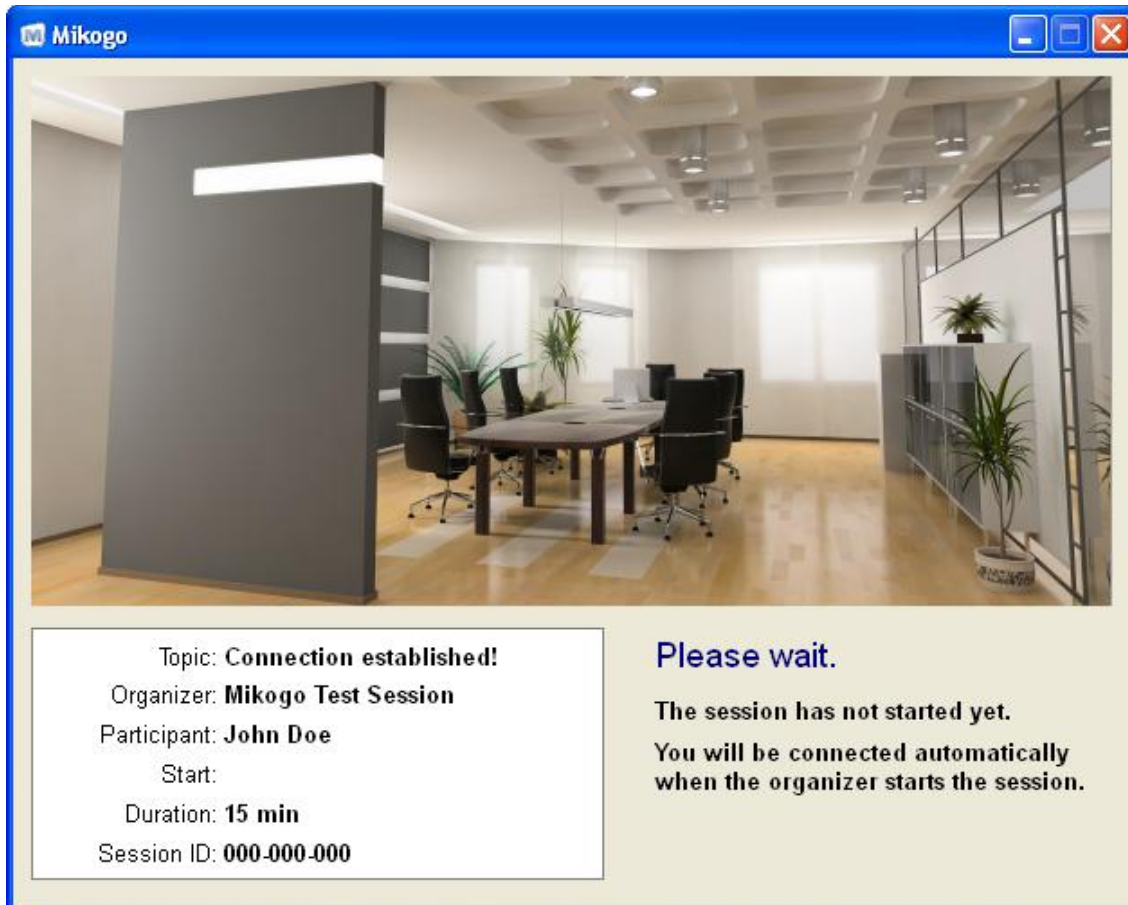 Mikogo
Topic: Connection established!
Organizer: Mikogo Test Session
Participant: John Doe
Start:
Duration: 15 min
Session ID: 000-000-000
Please wait.
The session has not started yet.
You will be connected automatically
when the organizer starts the session.